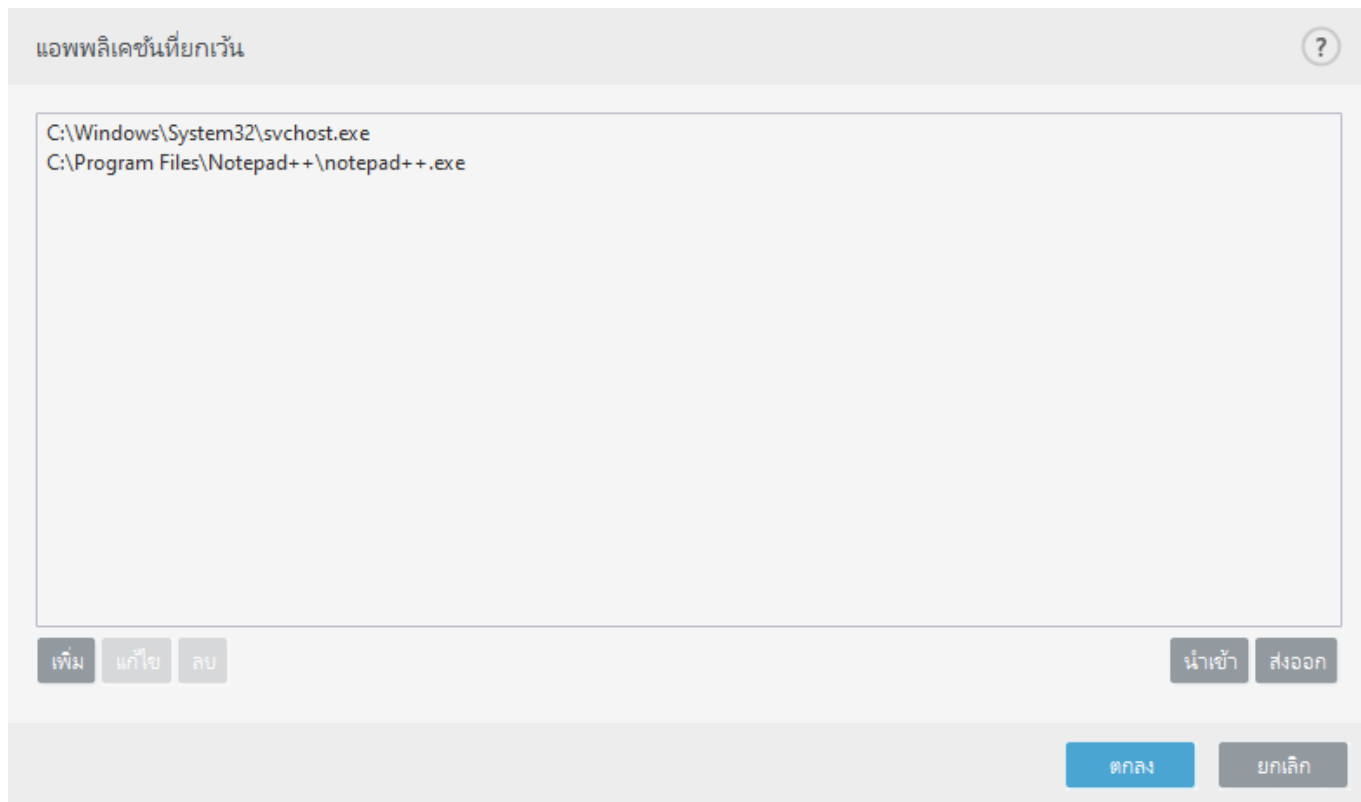 แอพพลิเคชันที่ยกเว้น
?
C:\Windows\System32\svchost.exe
C:\Program Files\Notepad++\notepad++.exe
เพิ่ม แก้ไข ลบ นำเข้า ส่งออก
ตกลง ยกเลิก